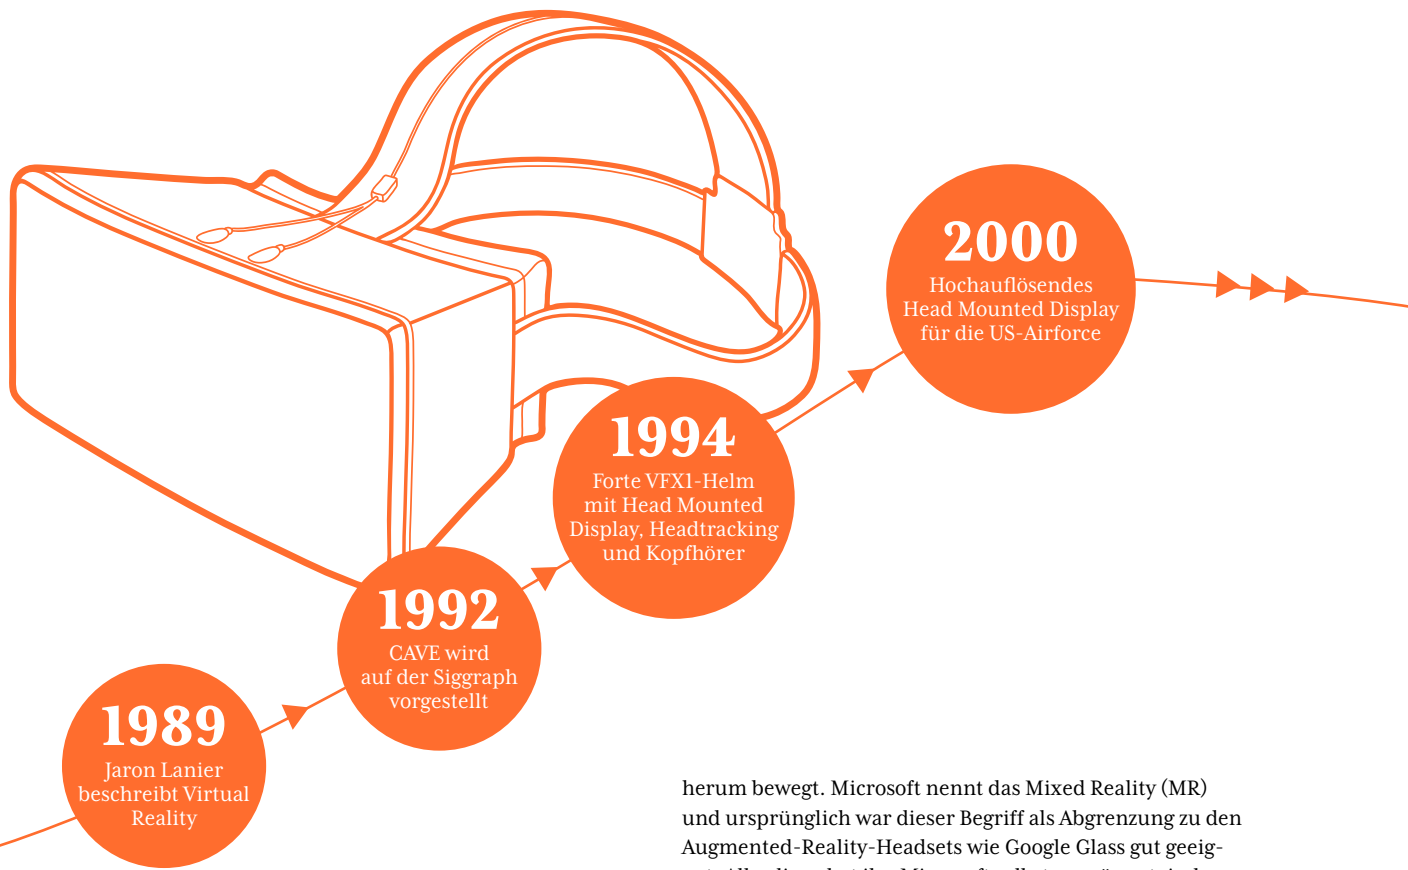 1989
Jaron Lanier
beschreibt Virtual
Reality
1992
CAVE wird
auf der Siggraph
vorgestellt
1994
Forte VFX1-Helm
mit Head Mounted
Display, Headtracking
und Kopfhörer
2000
Hochauflösendes
Head Mounted Display
für die US-Airforce
herum bewegt. Microsoft nennt das Mixed Reality (MR)
und ursprünglich war dieser Begriff als Abgrenzung zu den
Augmented-Reality-Headsets wie Google Glass gut geeig-